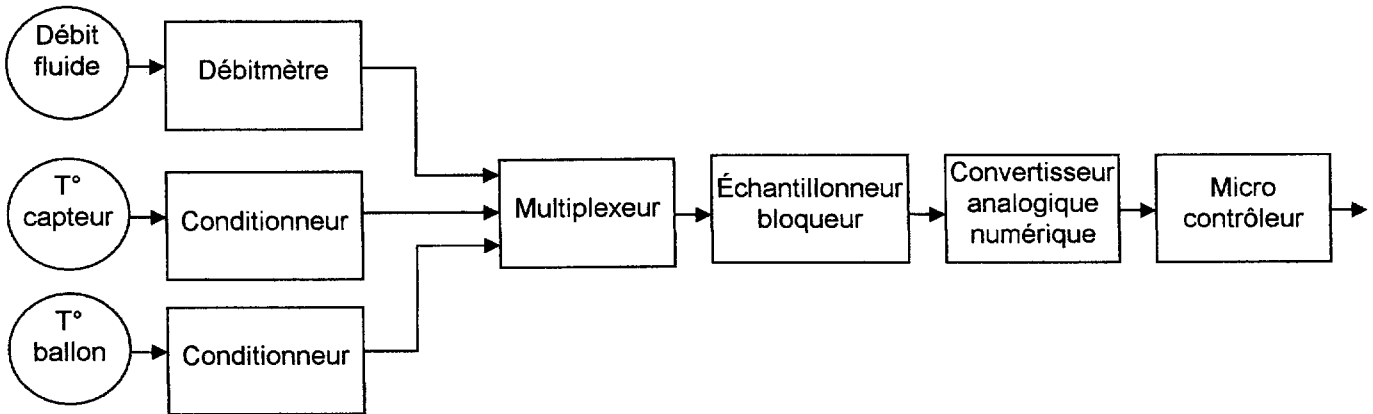 Débit
fluide
Débitmètre
T°
capteur
Conditionneur
Multiplexeur
Échantillonneur
bloqueur
Convertisseur
analogique
numérique
Micro
contrôleur
T°
ballon
Conditionneur